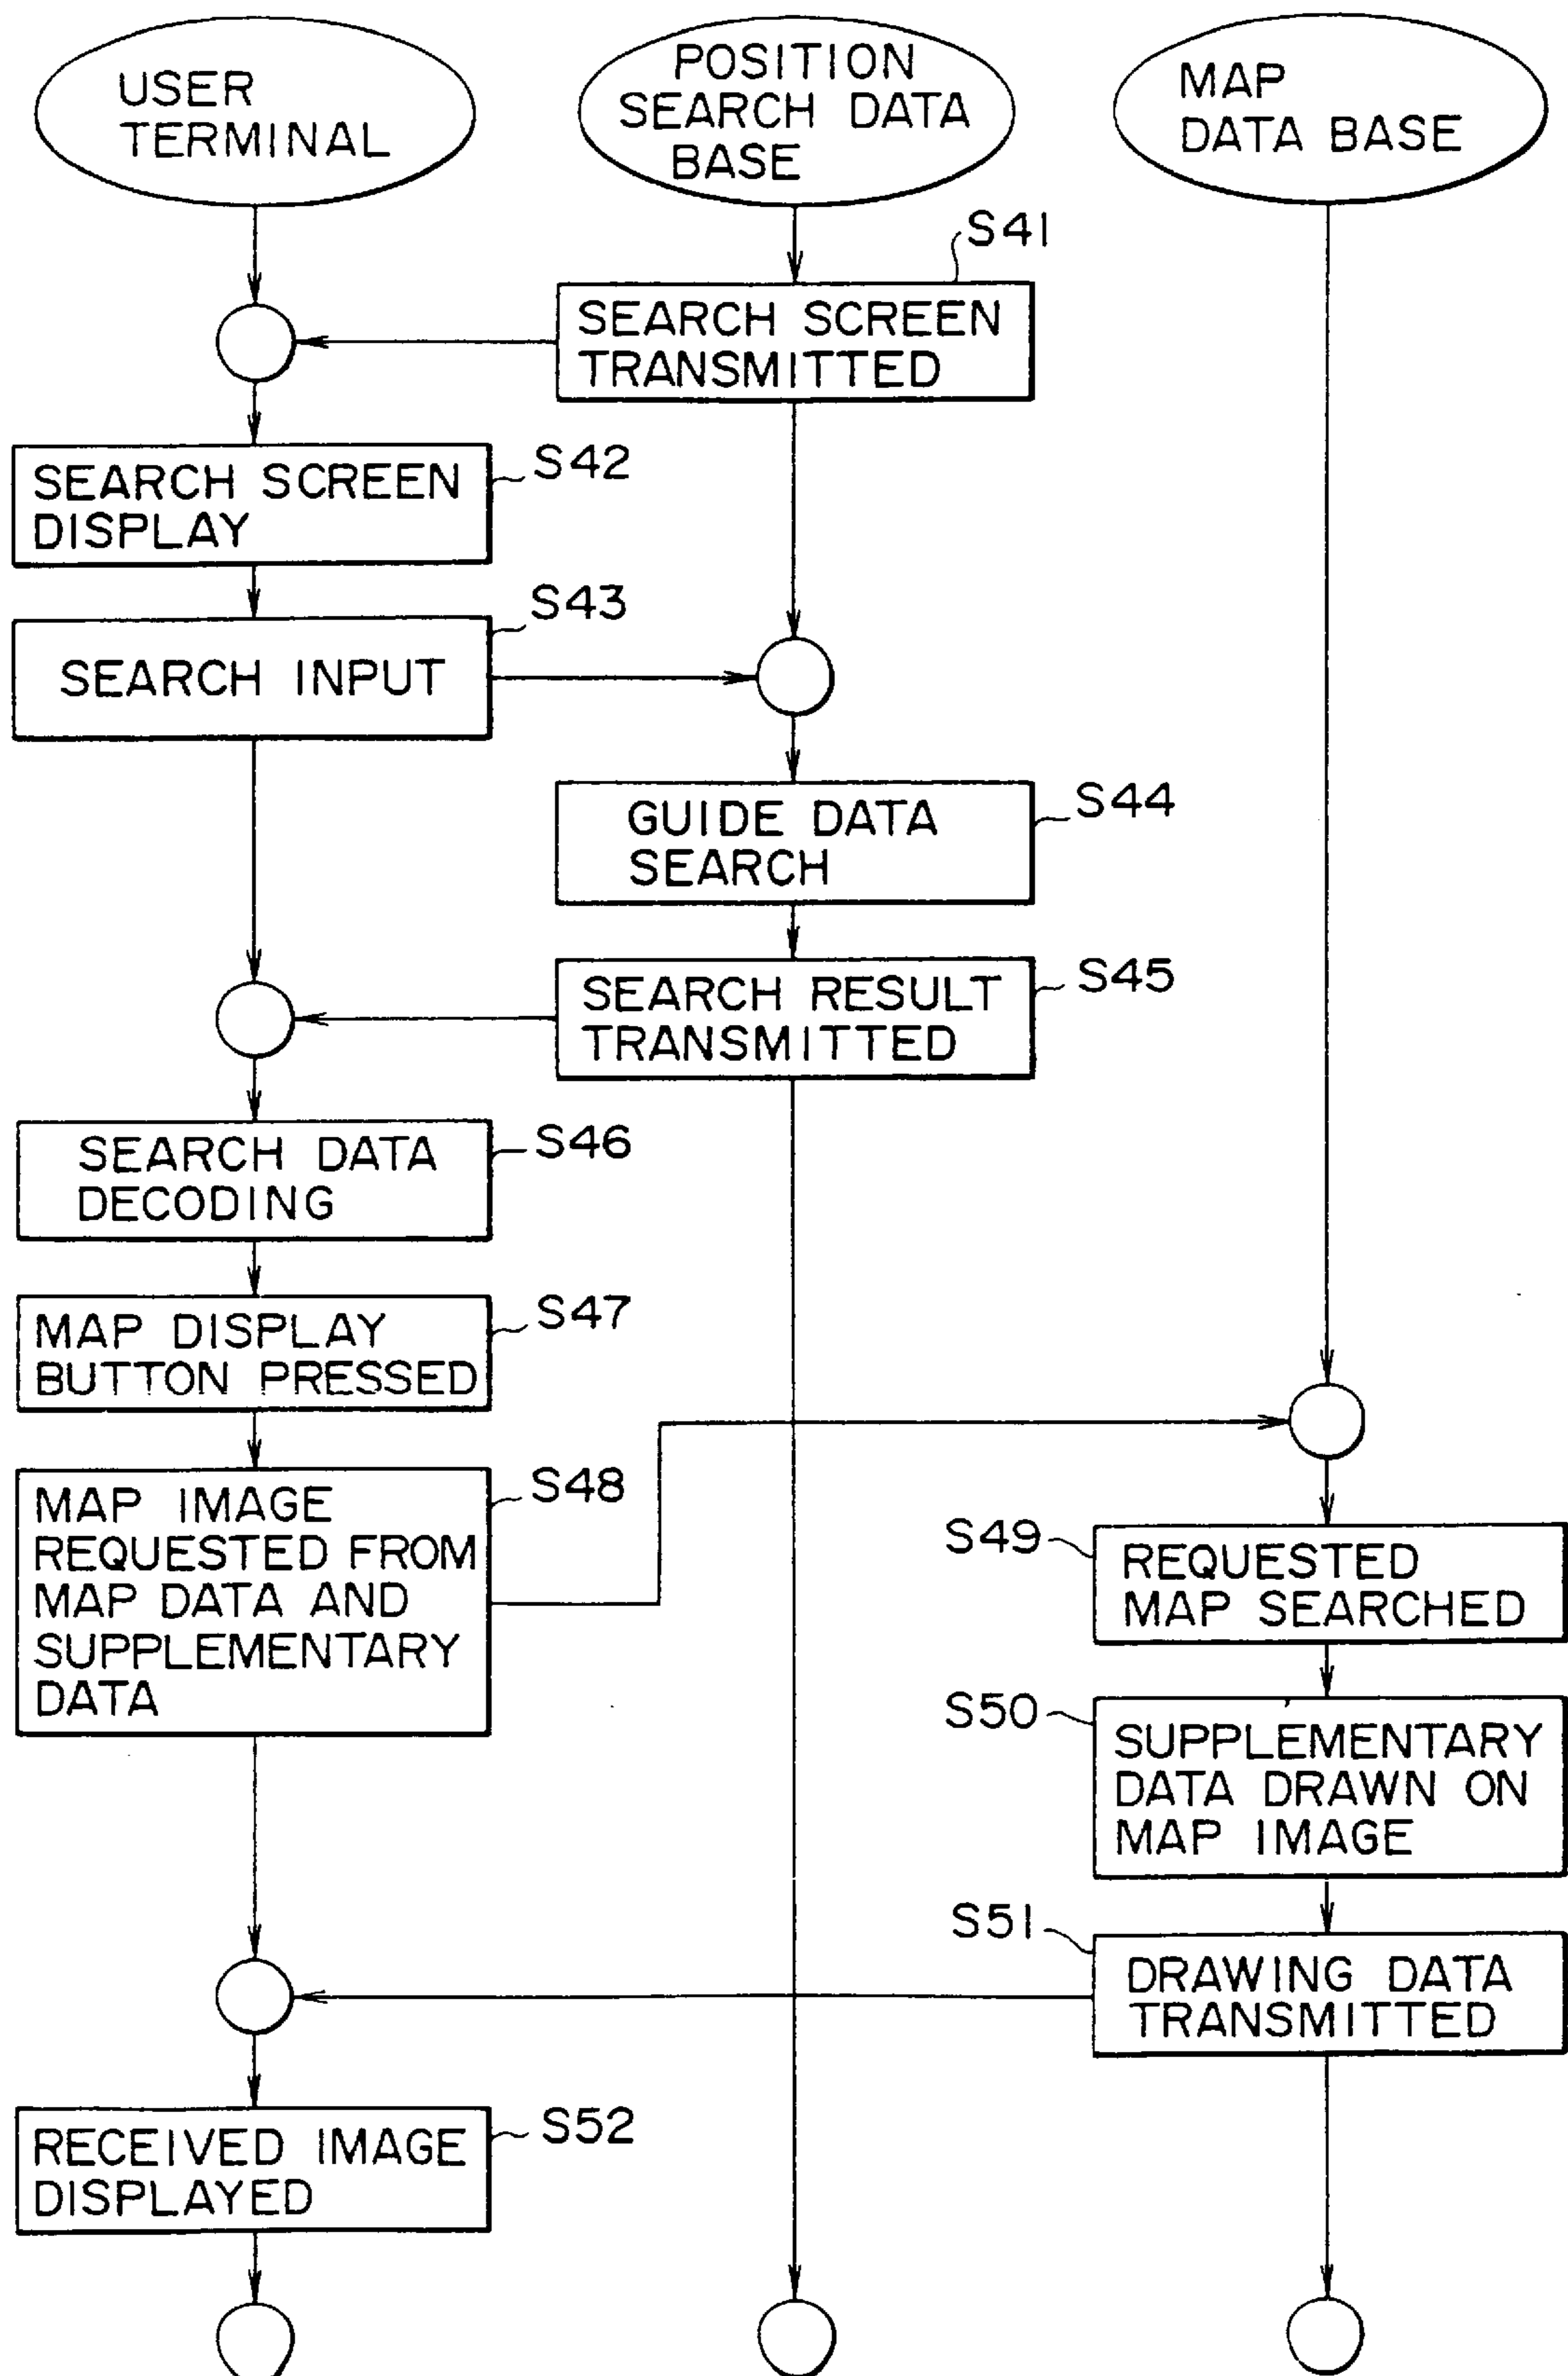 USER
TERMINAL
POSITION
SEARCH DATA
BASE
MAP
DATA BASE
S41
SEARCH SCREEN
TRANSMITTED
S42
SEARCH SCREEN
DISPLAY
S43
SEARCH INPUT
S44
GUIDE DATA
SEARCH
S45
SEARCH RESULT
TRANSMITTED
S46
SEARCH DATA
DECODING
S47
MAP DISPLAY
BUTTON PRESSED
S48
MAP IMAGE
REQUESTED FROM
MAP DATA AND
SUPPLEMENTARY
DATA
S49
REQUESTED
MAP SEARCHED
S50
SUPPLEMENTARY
DATA DRAWN ON
MAP IMAGE
S51
DRAWING DATA
TRANSMITTED
S52
RECEIVED IMAGE
DISPLAYED